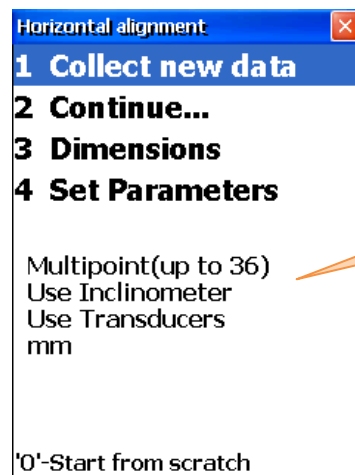 Horizontal alignment
1 Collect new data
2 Continue...
3 Dimensions
4 Set Parameters
Multipoint(up to 36)
Use Inclinometer
Use Transducers
mm
'0'-Start from scratch